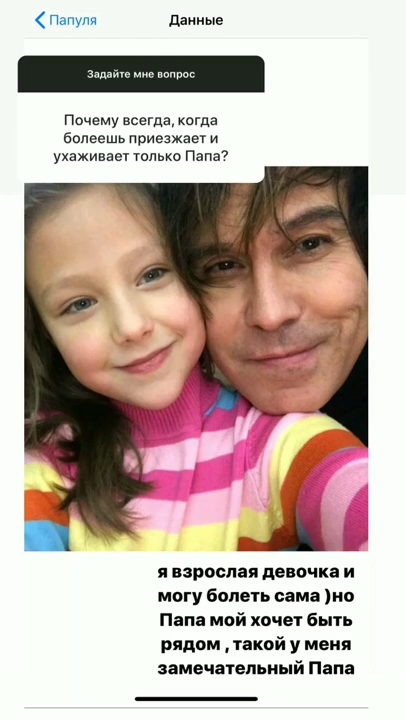 Папуля
Данные
Задайте мне вопрос
Почему всегда, когда
болеешь приезжает и
ухаживает только Папа?
я взрослая девочка и
могу болеть сама )но
Папа мой хочет быть
рядом , такой у меня
замечательный Папа